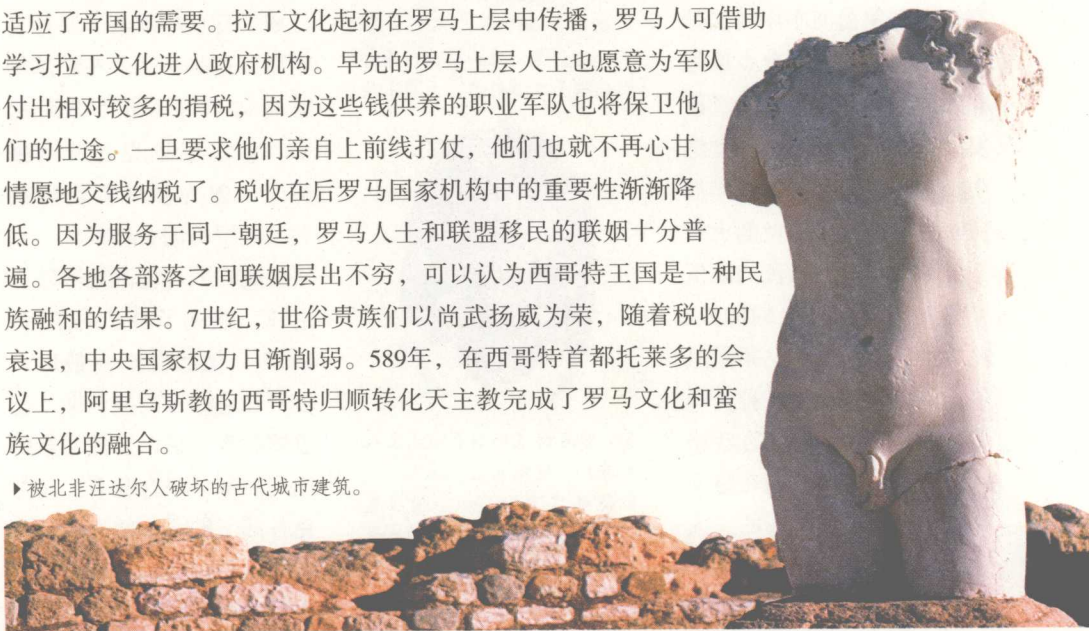 适应了帝国的需要。拉丁文化起初在罗马上层中传播，罗马人可借助
学习拉丁文化进入政府机构。早先的罗马上层人士也愿意为军队
付出相对较多的捐税，因为这些钱供养的职业军队也将保卫他
们的仕途。一旦要求他们亲自上前线打仗，他们也就不再心甘
情愿地交钱纳税了。税收在后罗马国家机构中的重要性渐渐降
低。因为服务于同一朝廷，罗马人士和联盟移民的联姻十分普
遍。各地各部落之间联姻层出不穷，可以认为西哥特王国是一种民
族融和的结果。7世纪，世俗贵族们以尚武扬威为荣，随着税收的
衰退，中央国家权力日渐削弱。589年，在西哥特首都托莱多的会
议上，阿里乌斯教的西哥特归顺转化天主教完成了罗马文化和蛮
族文化的融合。
▶被北非汪达尔人破坏的古代城市建筑。